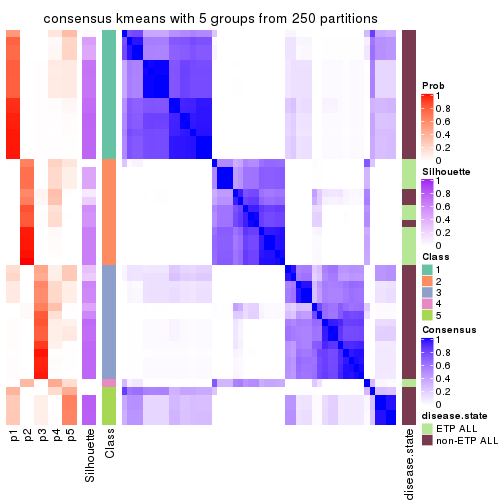 consensus kmeans with 5 groups from 250 partitions
Prob
1
0.8
0.6
0.4
0.2
0
Silhouette
1
0.8
0.6
0.4
0.2
0
Class
1
2
3
4
5
Consensus
1
0.8
0.6
0.4
0.2
0
disease.state
ETP ALL
non-ETP ALL
p1
p2
p3
p4
p5
Silhouette
Class
disease.state